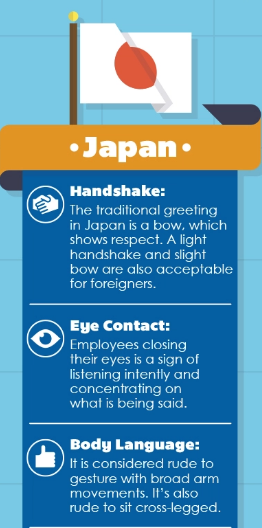 • Japan •
Handshake:
The traditional greeting
in Japan is a bow, which
shows respect. A light
handshake and slight
bow are also acceptable
for foreigners.
Eye Contact:
Employees closing
their eyes is a sign of
listening intently and
concentrating on
what is being said.
Body Language:
It is considered rude to
gesture with broad arm
movements. It's also
rude to sit cross-legged.